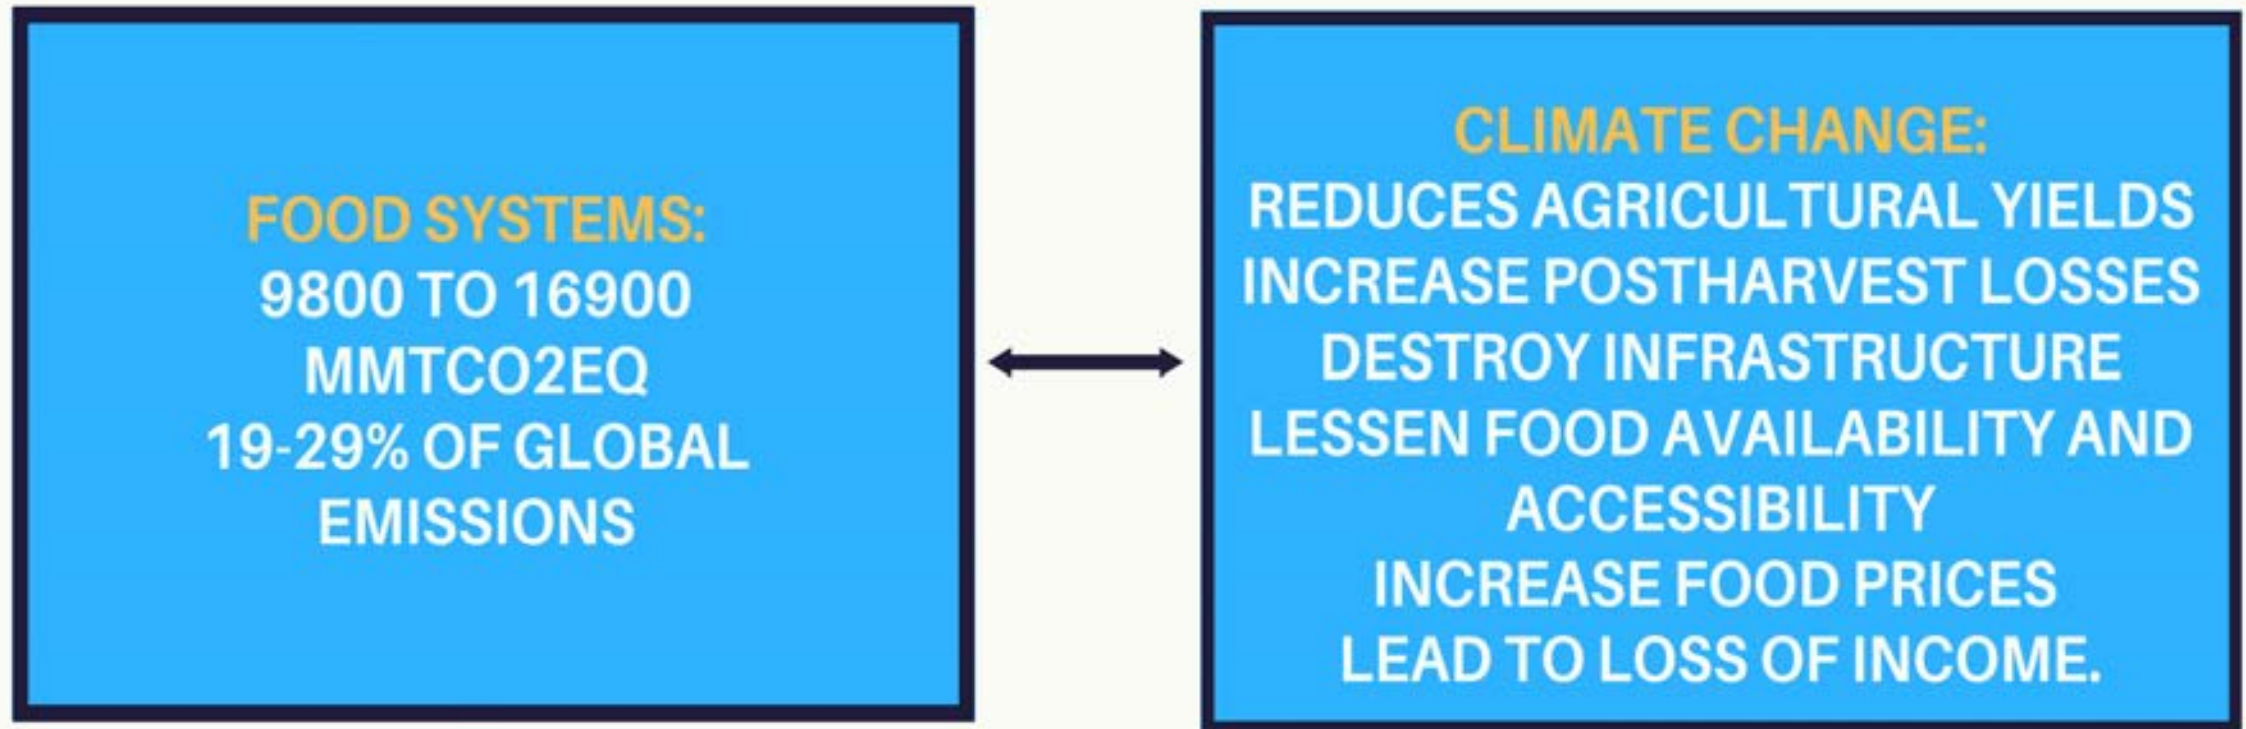 FOOD SYSTEMS:
9800 TO 16900
MMTCO2EQ
19-29% OF GLOBAL
EMISSIONS
CLIMATE CHANGE:
REDUCES AGRICULTURAL YIELDS
INCREASE POSTHARVEST LOSSES
DESTROY INFRASTRUCTURE
LESSEN FOOD AVAILABILITY AND
ACCESSIBILITY
INCREASE FOOD PRICES
LEAD TO LOSS OF INCOME.